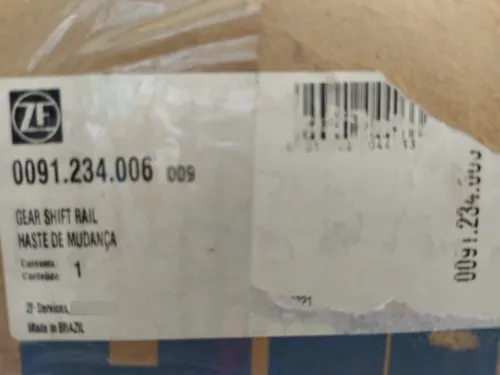 ZF
0091.234.006 009
GEAR SHIFT RAIL
HASTE DE MUDANÇA
Contents
Conteúdo 1
ZF Services,
Made in BRAZIL
0091.234.00